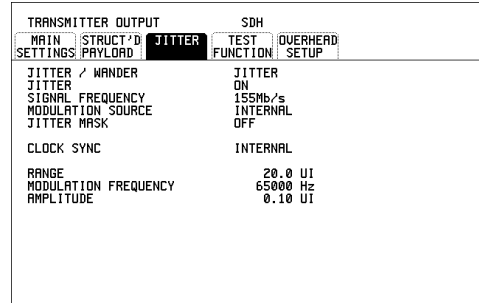 TRANSMITTER OUTPUT SDH
MAIN STRUCT'D JITTER TEST OVERHEAD
SETTINGS PAYLOAD FUNCTION SETUP
JITTER / WANDER JITTER
JITTER ON
SIGNAL FREQUENCY 155Mb/s
MODULATION SOURCE INTERNAL
JITTER MASK OFF
CLOCK SYNC INTERNAL
RANGE 20.0 UI
MODULATION FREQUENCY 65000 Hz
AMPLITUDE 0.10 UI